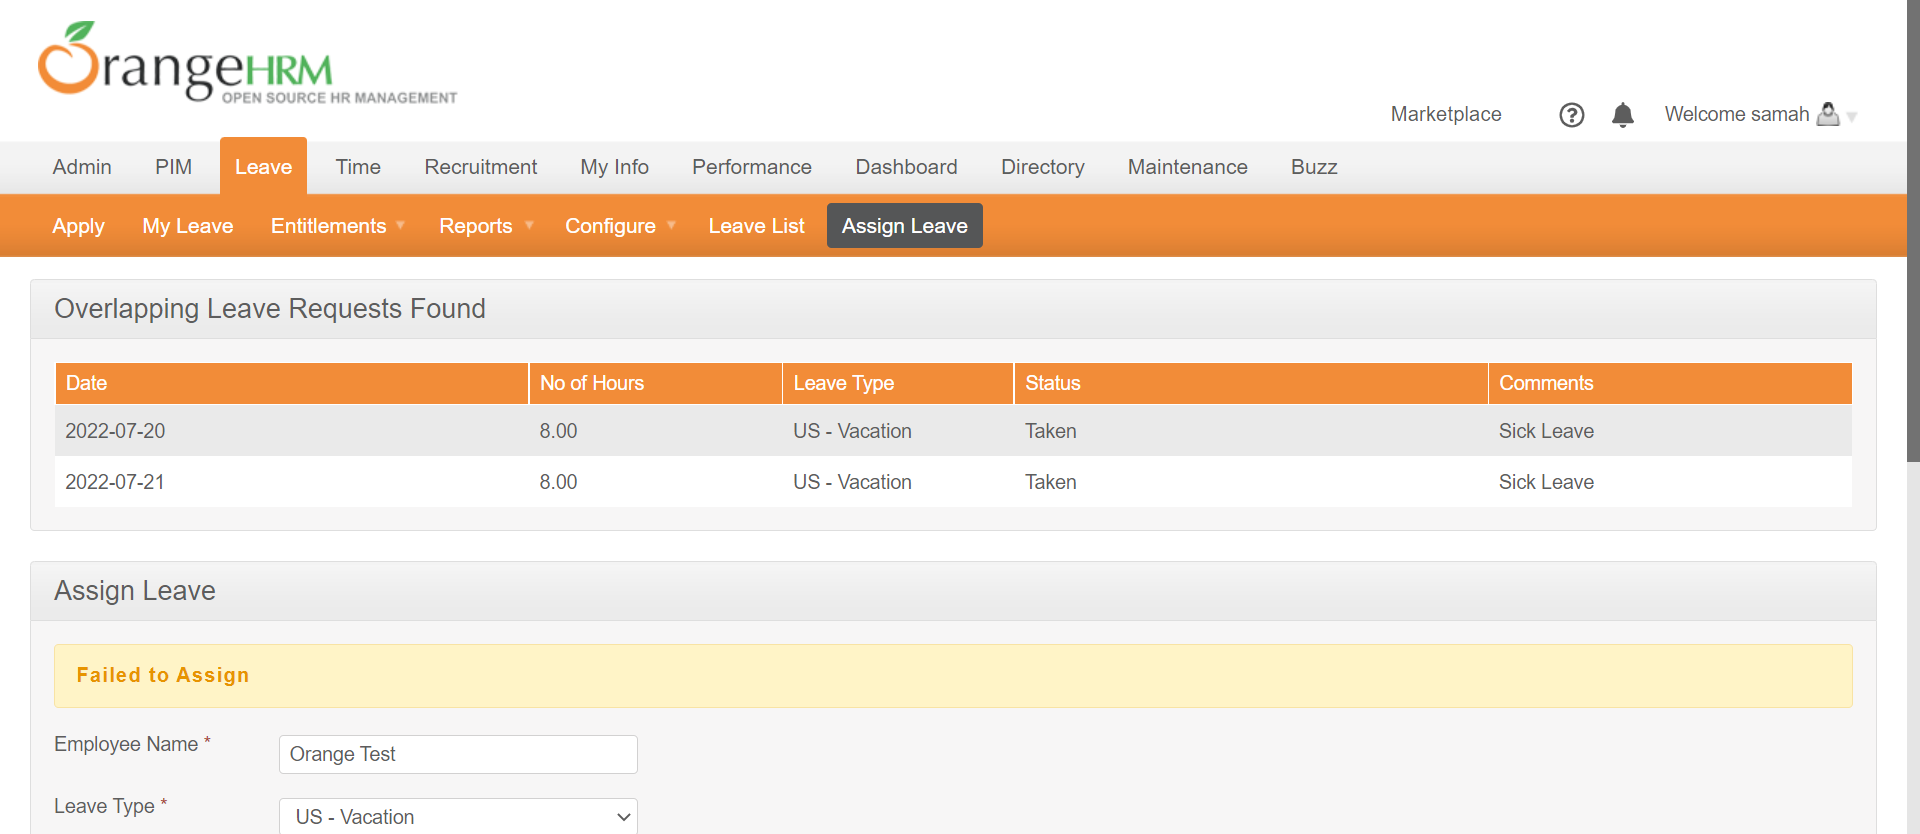 OrangeHRM
OPEN SOURCE HR MANAGEMENT
Marketplace ? Welcome samah
Admin PIM Leave Time Recruitment My Info Performance Dashboard Directory Maintenance Buzz
Apply My Leave Entitlements Reports Configure Leave List Assign Leave
Overlapping Leave Requests Found
Date No of Hours Leave Type Status Comments
2022-07-20 8.00 US - Vacation Taken Sick Leave
2022-07-21 8.00 US - Vacation Taken Sick Leave
Assign Leave
Failed to Assign
Employee Name * Orange Test
Leave Type * US - Vacation